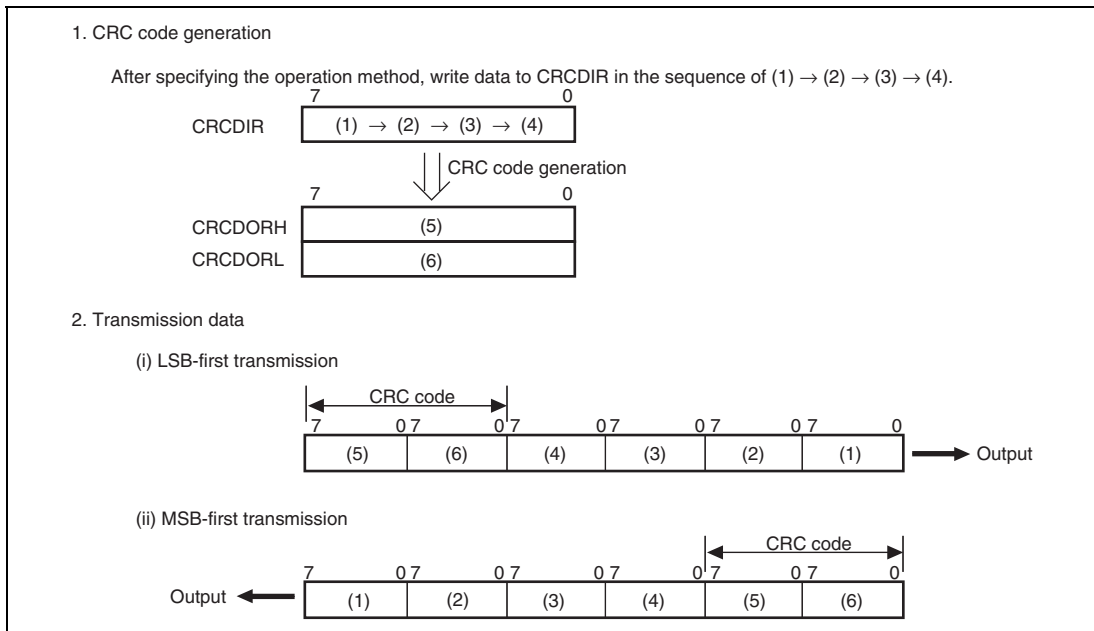 1. CRC code generation
After specifying the operation method, write data to CRCDIR in the sequence of (1) → (2) → (3) → (4).
7 0
CRCDIR (1) → (2) → (3) → (4)
CRC code generation
7 0
CRCDORH (5)
CRCDORL (6)
2. Transmission data
(i) LSB-first transmission
CRC code
7 0 7 0 7 0 7 0 7 0 7 0
(5) (6) (4) (3) (2) (1) Output
(ii) MSB-first transmission
CRC code
7 0 7 0 7 0 7 0 7 0 7 0
Output (1) (2) (3) (4) (5) (6)